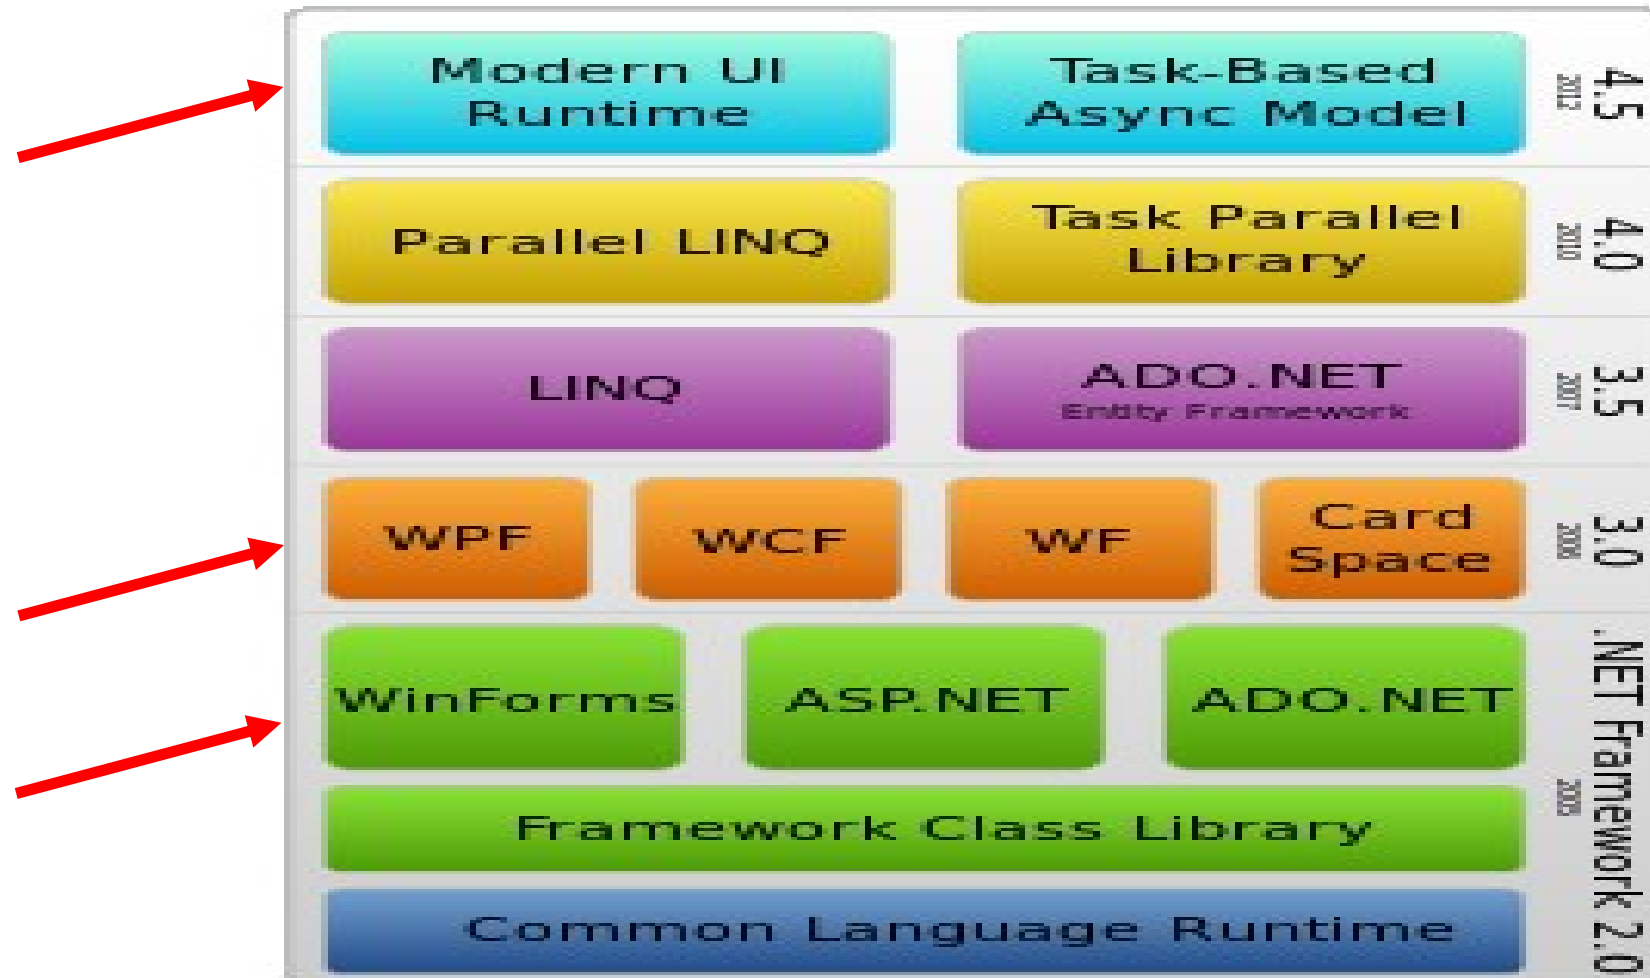 Modern UI
Runtime
Task-Based
Async Model
4.5
2012
Parallel LINQ
Task Parallel
Library
4.0
2010
LINQ
ADO.NET
Entity Framework
3.5
2007
WPF
WCF
WF
Card
Space
3.0
2006
WinForms
ASP.NET
ADO.NET
Framework Class Library
Common Language Runtime
.NET Framework 2.0
2005